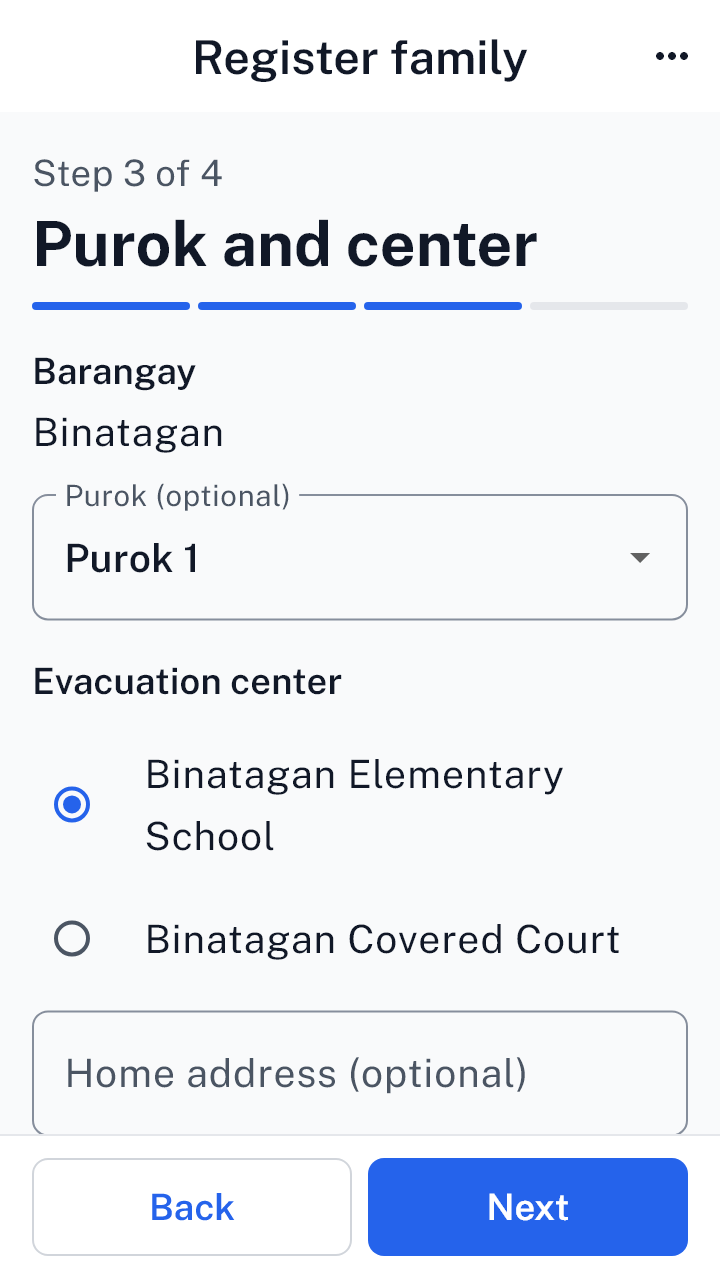 Register family
Step 3 of 4
Purok and center
Barangay
Binatagan
Purok (optional)
Purok 1
Evacuation center
Binatagan Elementary
School
Binatagan Covered Court
Home address (optional)
Back
Next